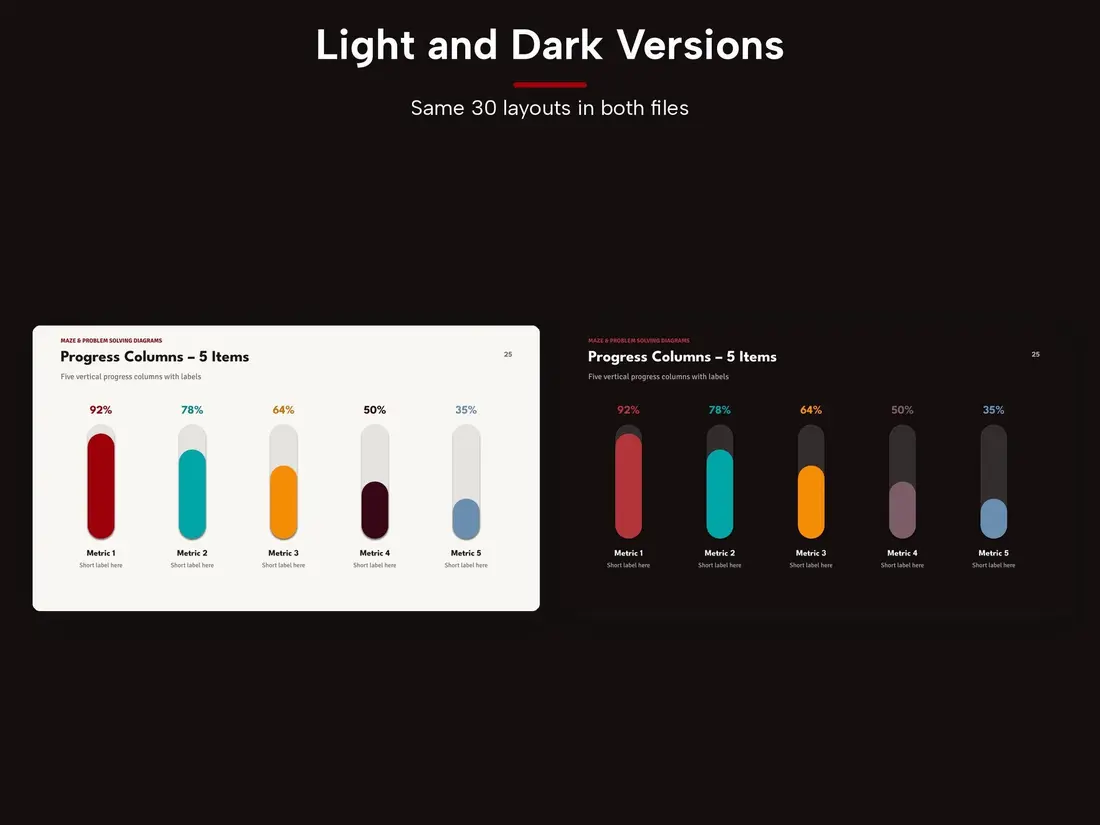 Light and Dark Versions
Same 30 layouts in both files
MAZE & PROBLEM SOLVING DIAGRAMS
Progress Columns – 5 Items
25
Five vertical progress columns with labels
92% 78% 64% 50% 35%
Metric 1 Metric 2 Metric 3 Metric 4 Metric 5
Short label here Short label here Short label here Short label here Short label here
MAZE & PROBLEM SOLVING DIAGRAMS
Progress Columns – 5 Items
25
Five vertical progress columns with labels
92% 78% 64% 50% 35%
Metric 1 Metric 2 Metric 3 Metric 4 Metric 5
Short label here Short label here Short label here Short label here Short label here